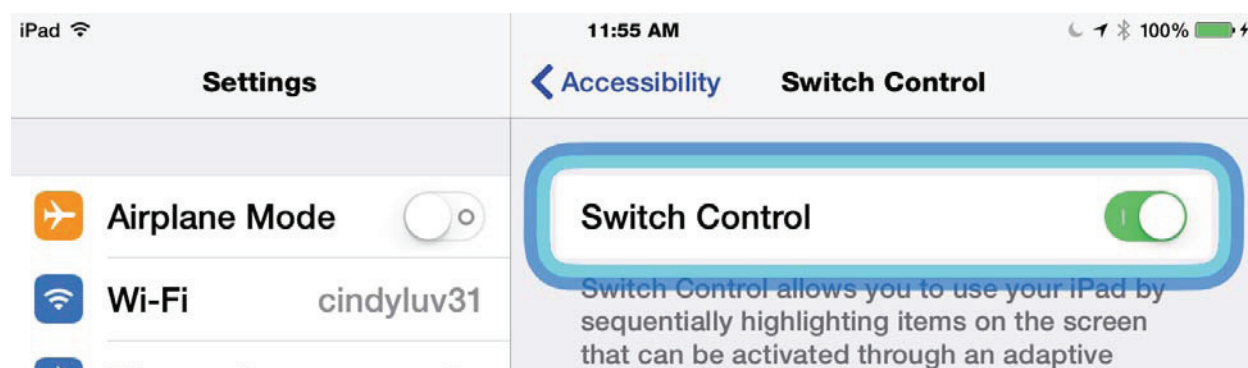 iPad 11:55 AM 100%
Settings
Accessibility Switch Control
Airplane Mode
Wi-Fi cindyluv31
Switch Control
Switch Control allows you to use your iPad by
sequentially highlighting items on the screen
that can be activated through an adaptive